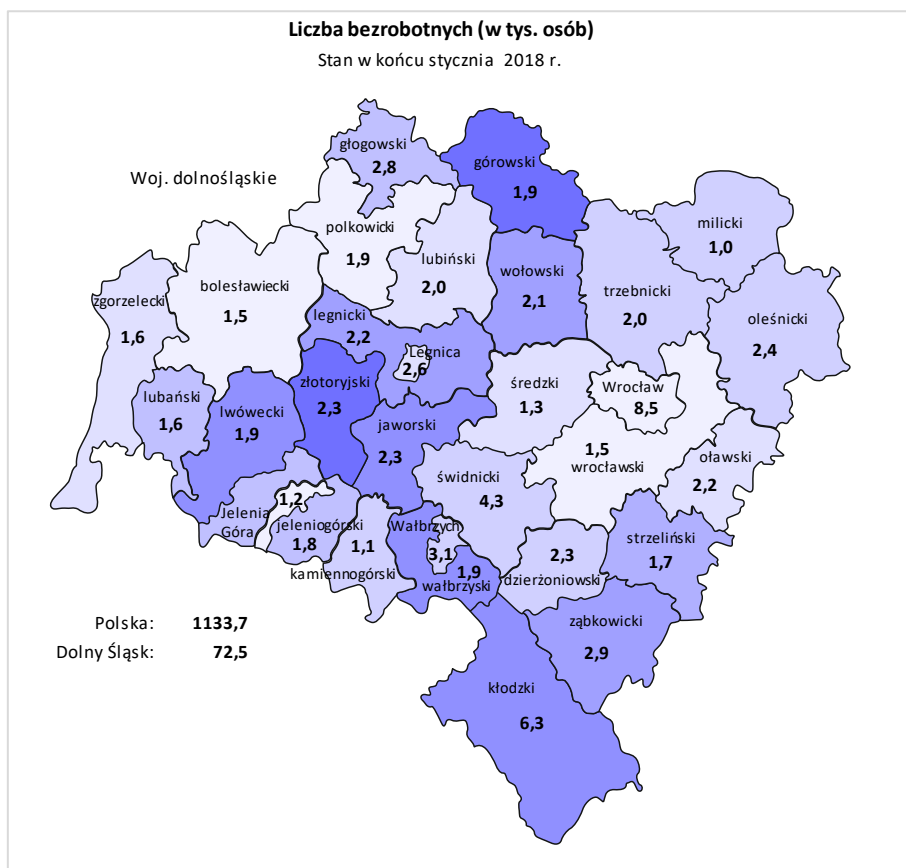 Liczba bezrobotnych (w tys. osób)
Stan w końcu stycznia 2018 r.
Woj. dolnośląskie
głogowski
2,8
górowski
1,9
milicki
1,0
polkowicki
1,9
lubiński
2,0
wołowski
2,1
trzebnicki
2,0
oleśnicki
2,4
zgorzelecki
1,6
bolesławiecki
1,5
legnicki
2,2
Legnica
2,6
lubański
1,6
lwówecki
1,9
złotoryjski
2,3
jaworski
2,3
średzki
1,3
Wrocław
8,5
1,5
wrocławski
oławski
2,2
świdnicki
4,3
Jelenia
Góra
1,2
jeleniogórski
1,8
1,1
kamiennogórski
Wałbrzych
3,1
1,9
wałbrzyski
2,3
dzierżoniowski
strzeliński
1,7
ząbkowicki
2,9
kłodzki
6,3
Polska: 1133,7
Dolny Śląsk: 72,5